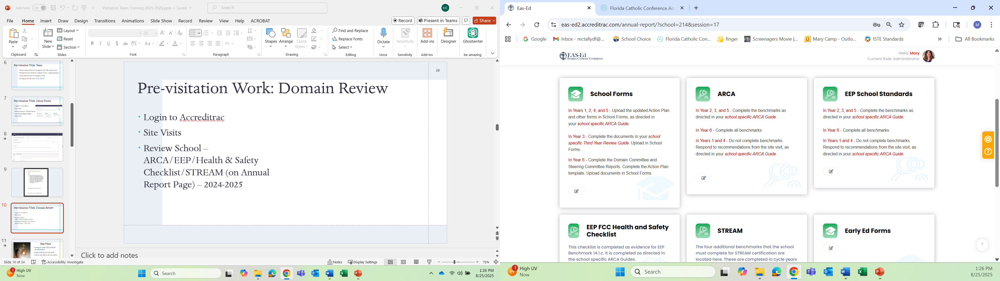 AutoSave On Visitation Team Training 2025-2026.pptx • Saved Search MC
File Home Insert Draw Design Transitions Animations Slide Show Record Review View Help ACROBAT Record Present in Teams Share
Paste New Slide Layout Reset Section 30 Shapes Arrange Quick Styles Find and Replace Replace Fonts Select Dictate Sensitivity Add-ins Designer Ghostwriter
Clipboard Slides Font Paragraph Drawing Editing Voice Sensitivity Add-ins be amazing
6
Pre-visitation Work: Team
7
Pre-visitation Work: School Forms
8
9
10
Pre-visitation Work: Domain Review
11
One Word
10
Pre-visitation Work: Domain Review
Login to Accreditrac
Site Visits
Review School –
ARCA/EEP/Health & Safety
Checklist/STREAM (on Annual
Report Page) – 2024-2025
Click to add notes
Slide 10 of 24 Accessibility: Investigate Notes Display Settings 78%
High UV
Now
Search
1:26 PM
8/25/2025
Eas-Ed Florida Catholic Conference Acc
eas-ed2.accreditrac.com/annual-report/?school=214&session=17 M
Google Inbox - mctallydf@... School Choice Florida Catholic Con... finger Screenagers Movie |... Mary Camp - Outlo... ISTE Standards » All Bookmarks
EAS-Ed
FLORIDA CATHOLIC CONFERENCE
Hello, Mary
Current Role: Administrator
School Forms
In Years 1, 2, 4, and 5 - Upload the updated Action Plan
and other forms in School Forms, as directed in
your school specific ARCA Guide.
In Year 3 - Complete the documents in your school
specific Third Year Review Guide. Upload in School
Forms.
In Year 6 - Complete the Domain Committee and
Steering Committee Reports. Complete the Action Plan
template. Upload documents in School Forms.
ARCA
In Year 2, 3, and 5 - Complete the benchmarks as
directed in your school specific ARCA Guide.
In Year 6 - Complete all benchmarks
In Years 1 and 4 - Do not complete benchmarks.
Respond to recommendations from the site visit, as
directed in your school specific ARCA Guide.
EEP School Standards
In Year 2, 3, and 5 - Complete the benchmarks as
directed in your school specific ARCA Guide.
In Year 6 - Complete all benchmarks
In Years 1 and 4 - Do not complete benchmarks.
Respond to recommendations from the site visit, as
directed in your school specific ARCA Guide.
EEP FCC Health and Safety
Checklist
This checklist is completed as evidence for EEP
Benchmark 14.1.c. It is completed as directed in
the school specific ARCA Guides.
STREAM
The four additional benchmarks that the school
must complete for STREAM certification are
located here. These are completed in cycle years
Early Ed Forms
High UV
Now
Search
1:26 PM
8/25/2025